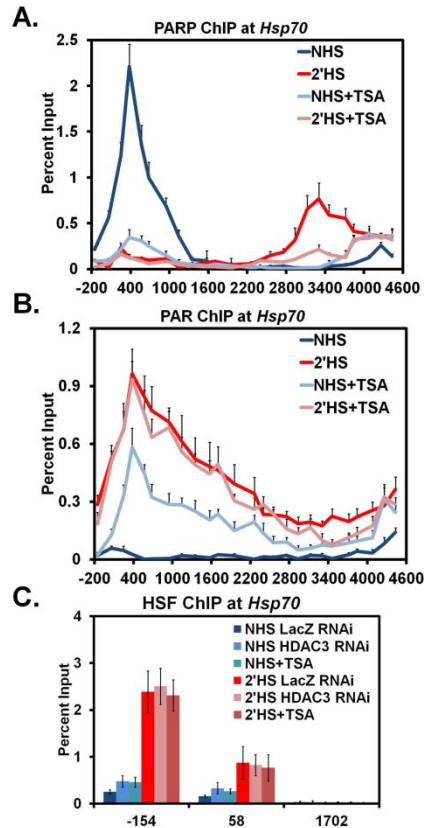 A.
PARP ChIP at Hsp70
Percent Input
2.5
2
1.5
1
0.5
0
NHS
2'HS
NHS+TSA
2'HS+TSA
-200 400 1000 1600 2200 2800 3400 4000 4600
B.
PAR ChIP at Hsp70
Percent Input
1.2
0.9
0.6
0.3
0
NHS
2'HS
NHS+TSA
2'HS+TSA
-200 400 1000 1600 2200 2800 3400 4000 4600
C.
HSF ChIP at Hsp70
Percent Input
4
3
2
1
0
NHS LacZ RNAi
NHS HDAC3 RNAi
NHS+TSA
2'HS LacZ RNAi
2'HS HDAC3 RNAi
2'HS+TSA
-154 58 1702